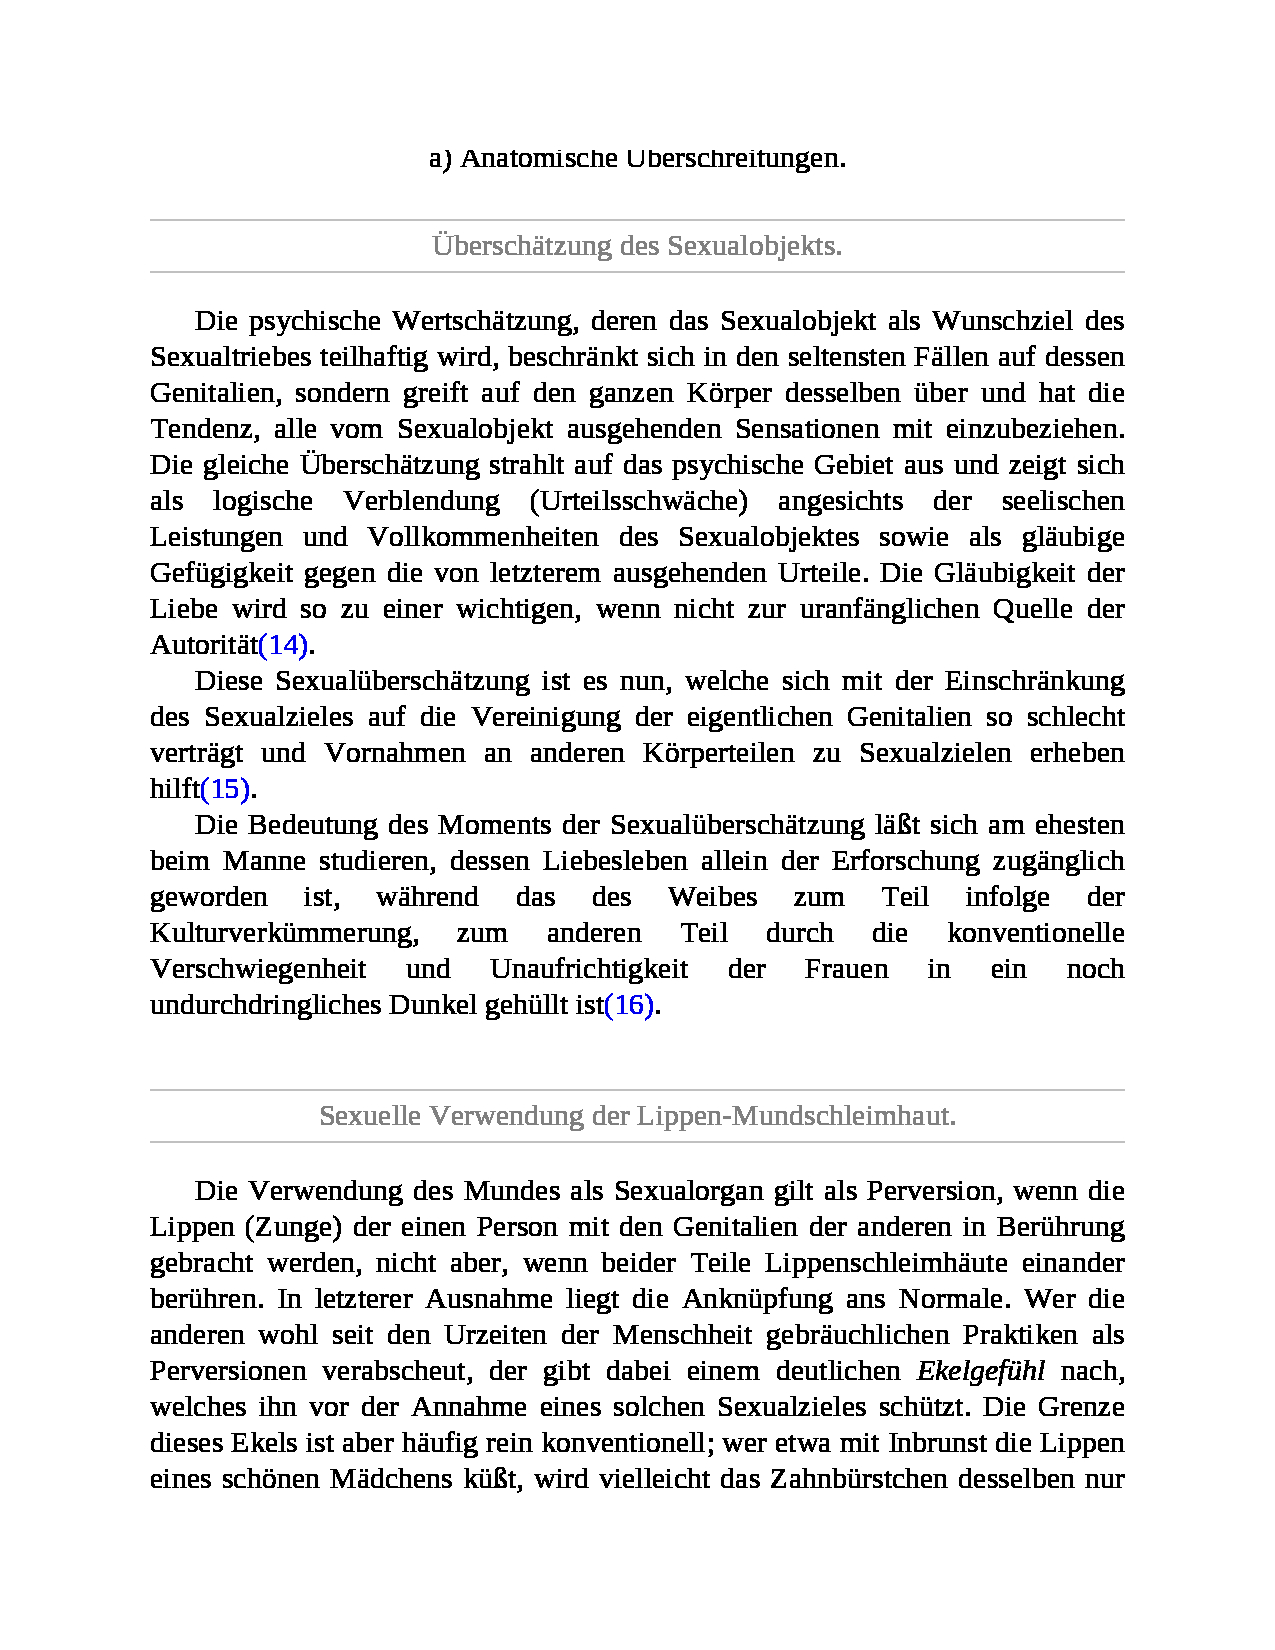 a) Anatomische Überschreitungen.
Überschätzung des Sexualobjekts.
Die psychische Wertschätzung, deren das Sexualobjekt als Wunschziel des
Sexualtriebes teilhaftig wird, beschränkt sich in den seltensten Fällen auf dessen
Genitalien, sondern greift auf den ganzen Körper desselben über und hat die
Tendenz, alle vom Sexualobjekt ausgehenden Sensationen mit einzubeziehen.
Die gleiche Überschätzung strahlt auf das psychische Gebiet aus und zeigt sich
als logische Verblendung (Urteilsschwäche) angesichts der seelischen
Leistungen und Vollkommenheiten des Sexualobjektes sowie als gläubige
Gefügigkeit gegen die von letzterem ausgehenden Urteile. Die Gläubigkeit der
Liebe wird so zu einer wichtigen, wenn nicht zur uranfänglichen Quelle der
Autorität(14).
Diese Sexualüberschätzung ist es nun, welche sich mit der Einschränkung
des Sexualzieles auf die Vereinigung der eigentlichen Genitalien so schlecht
verträgt und Vornahmen an anderen Körperteilen zu Sexualzielen erheben
hilft(15).
Die Bedeutung des Moments der Sexualüberschätzung läßt sich am ehesten
beim Manne studieren, dessen Liebesleben allein der Erforschung zugänglich
geworden ist, während das des Weibes zum Teil infolge der
Kulturverkümmerung, zum anderen Teil durch die konventionelle
Verschwiegenheit und Unaufrichtigkeit der Frauen in ein noch
undurchdringliches Dunkel gehüllt ist(16).
Sexuelle Verwendung der Lippen-Mundschleimhaut.
Die Verwendung des Mundes als Sexualorgan gilt als Perversion, wenn die
Lippen (Zunge) der einen Person mit den Genitalien der anderen in Berührung
gebracht werden, nicht aber, wenn beider Teile Lippenschleimhäute einander
berühren. In letzterer Ausnahme liegt die Anknüpfung ans Normale. Wer die
anderen wohl seit den Urzeiten der Menschheit gebräuchlichen Praktiken als
Perversionen verabscheut, der gibt dabei einem deutlichen Ekelgefühl nach,
welches ihn vor der Annahme eines solchen Sexualzieles schützt. Die Grenze
dieses Ekels ist aber häufig rein konventionell; wer etwa mit Inbrunst die Lippen
eines schönen Mädchens küßt, wird vielleicht das Zahnbürstchen desselben nur